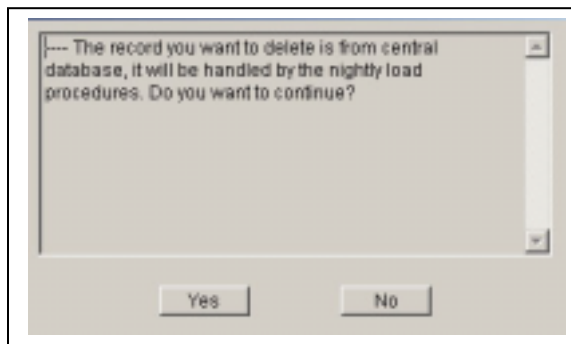 ---- The record you want to delete is from central
database, it will be handled by the nightly load
procedures. Do you want to continue?
Yes
No